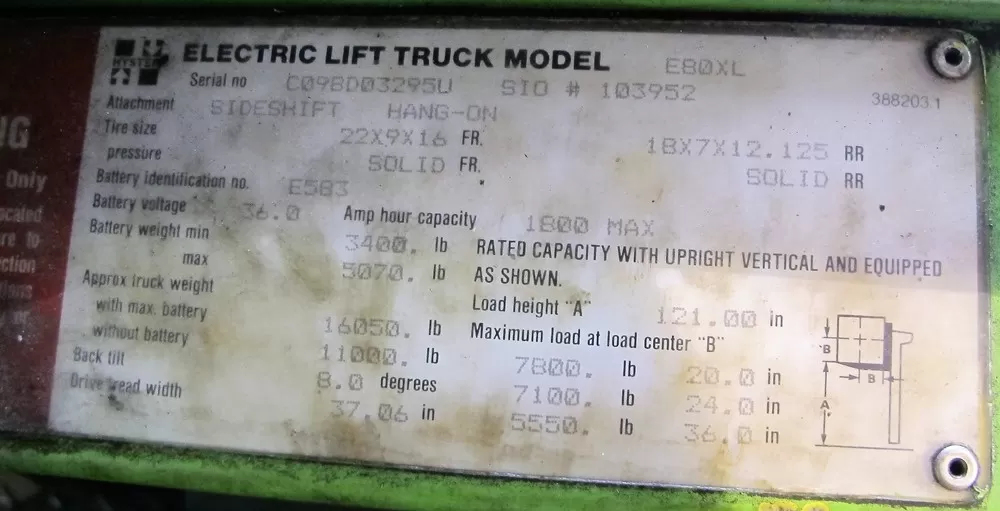 HYSTER
ELECTRIC LIFT TRUCK MODEL E80XL
Serial no C098D03295U SIO # 103952
388203.1
Attachment SIDESHIFT HANG-ON
Tire size 22X9X16 FR. 18X7X12.125 RR
pressure SOLID FR. SOLID RR
Battery identification no. E583
Battery voltage 36.0 Amp hour capacity 1800 MAX
Battery weight min 3400. lb RATED CAPACITY WITH UPRIGHT VERTICAL AND EQUIPPED
max 5070. lb AS SHOWN.
Approx truck weight Load height "A" 121.00 in
with max. battery 16050. lb Maximum load at load center "B"
without battery 11000. lb 7800. lb 20.0 in
Back tilt 8.0 degrees 7100. lb 24.0 in
Drive tread width 37.06 in 5550. lb 36.0 in
B
B
A
Only